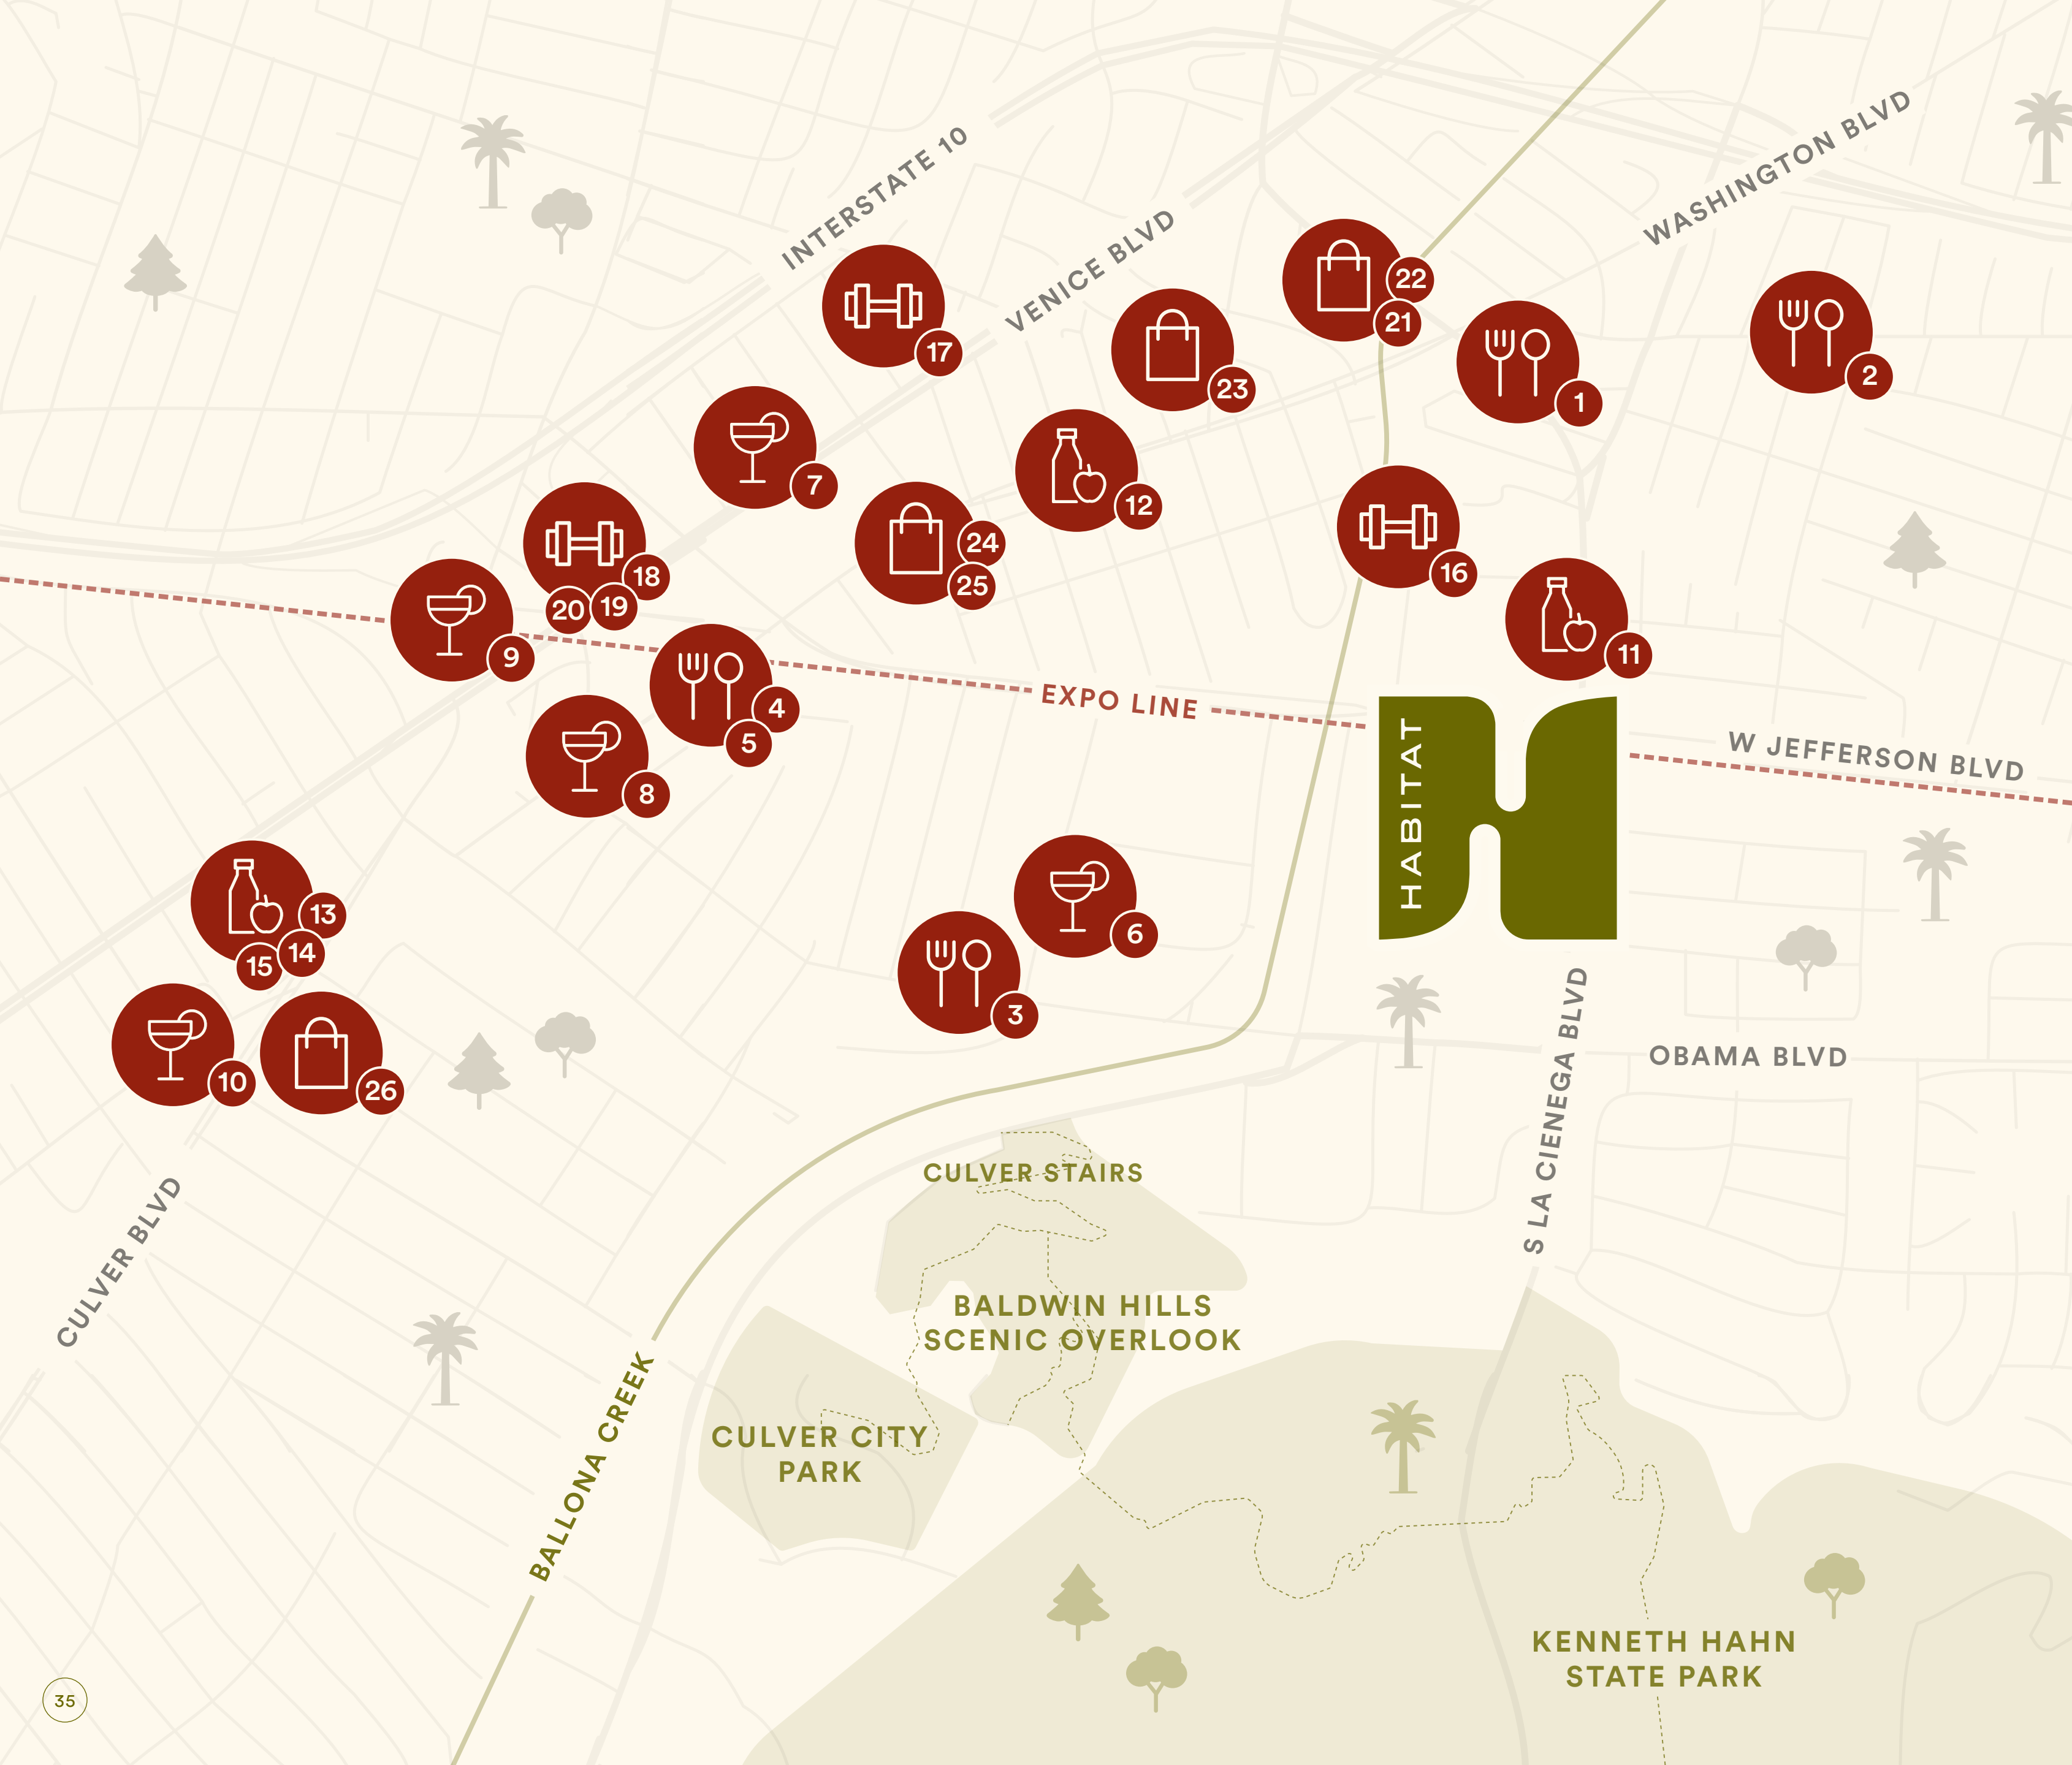 INTERSTATE 10
VENICE BLVD
WASHINGTON BLVD
17
23
22
21
1
2
7
12
24
25
16
11
18
19
20
9
4
5
8
EXPO LINE
HABITAT
W JEFFERSON BLVD
13
14
15
10
26
6
3
S LA CIENEGA BLVD
OBAMA BLVD
CULVER BLVD
CULVER STAIRS
BALDWIN HILLS
SCENIC OVERLOOK
CULVER CITY
PARK
BALLONA CREEK
KENNETH HAHN
STATE PARK
35